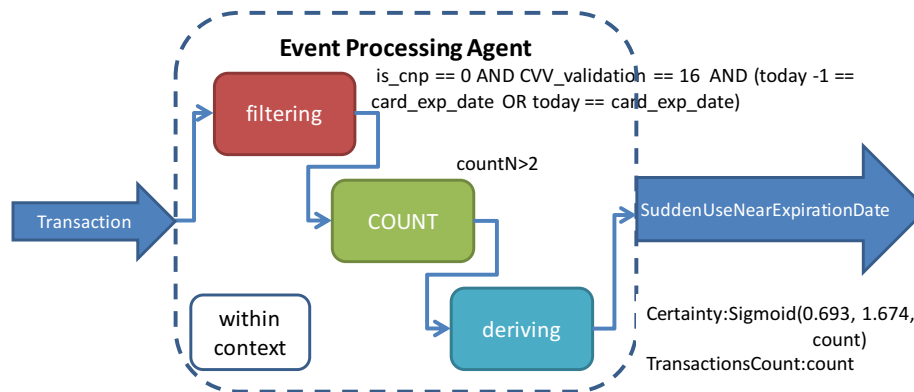 Event Processing Agent
is_cnp == 0 AND CVV_validation == 16 AND (today -1 ==
card_exp_date OR today == card_exp_date)
filtering
countN>2
Transaction
COUNT
SuddenUseNearExpirationDate
within
context
deriving
Certainty:Sigmoid(0.693, 1.674,
count)
TransactionsCount:count